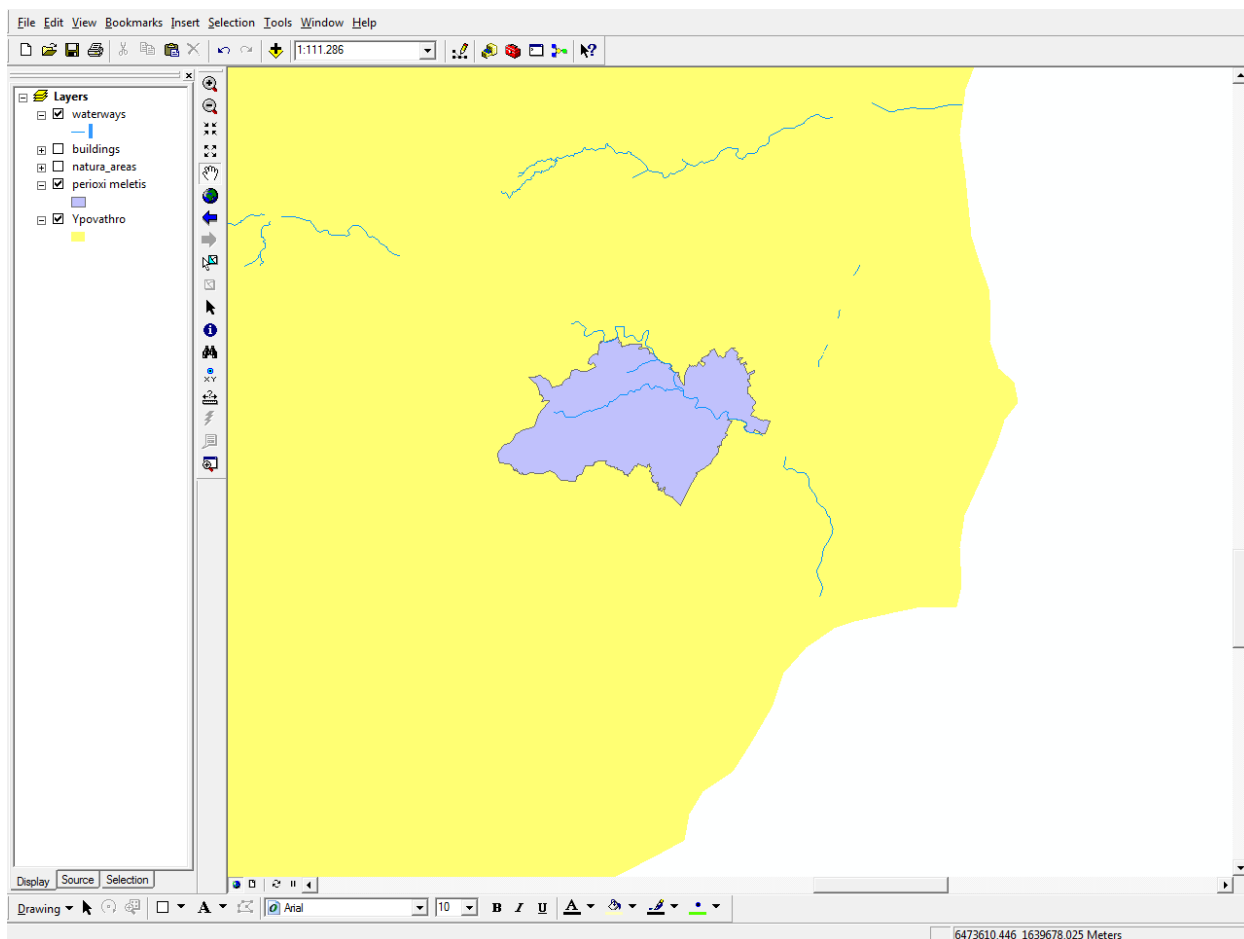 File Edit View Bookmarks Insert Selection Tools Window Help
1:111.286
Layers
waterways
buildings
natura_areas
perioxi meletis
Ypovathro
XY
Display Source Selection
Drawing A Arial 10 B I U A
6473610.446 1639678.025 Meters